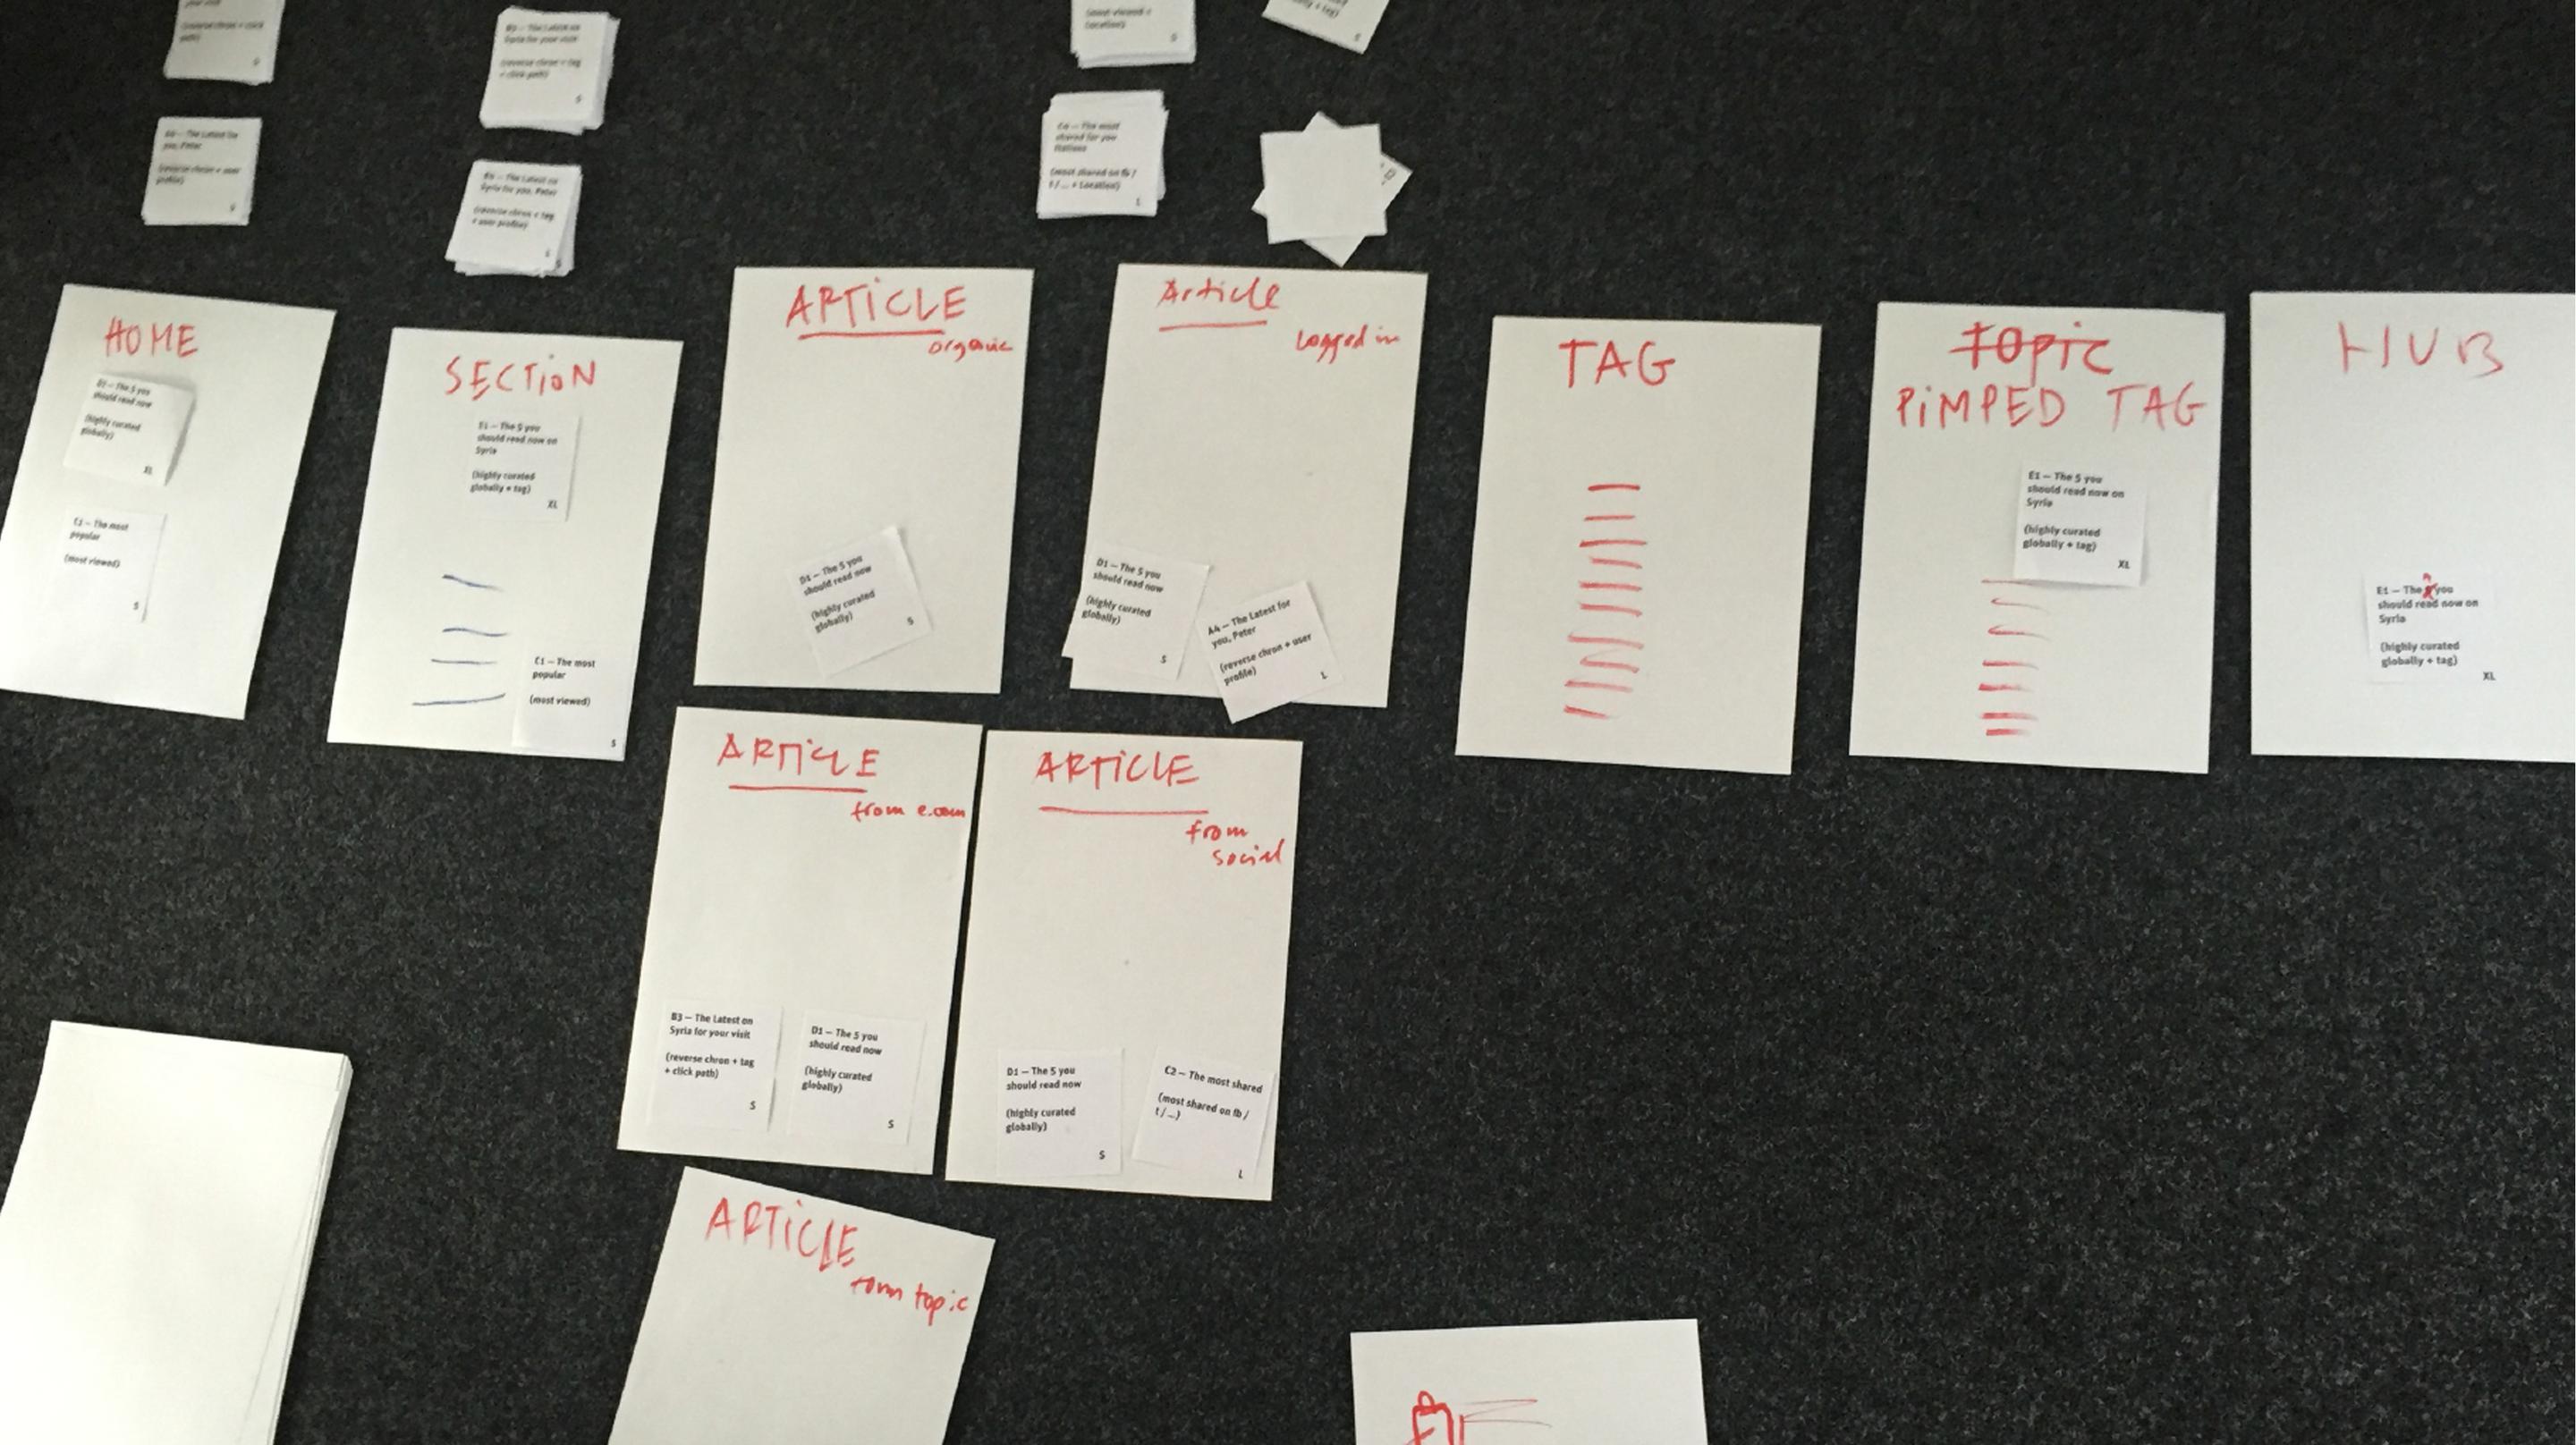 (reverse chron + click
path)
B3 – The Latest on
Syria for your visit
(reverse chron + tag
+ click path)
S
(most viewed +
Location)
S
The Latest for
you, Peter
(reverse chron + user
profile)
The Latest on
Syria for you, Peter
(reverse chron + tag
+ user profile)
The most
shared for you
(most shared on fb /
t / ... + Location)
L
HOME
D1 – The 5 you
should read now
(highly curated
globally)
XL
C1 – The most
popular
(most viewed)
S
SECTION
E1 – The 5 you
should read now on
Syria
(highly curated
globally + tag)
XL
C1 – The most
popular
(most viewed)
S
ARTICLE
organic
D1 – The 5 you
should read now
(highly curated
globally)
S
Article
Logged in
D1 – The 5 you
should read now
(highly curated
globally)
S
A4 – The Latest for
you, Peter
(reverse chron + user
profile)
L
TAG
TOPIC
PIMPED TAG
E1 – The 5 you
should read now on
Syria
(highly curated
globally + tag)
XL
HUB
E1 – The you
should read now on
Syria
(highly curated
globally + tag)
XL
ARTICLE
from e.com
B3 – The Latest on
Syria for your visit
(reverse chron + tag
+ click path)
S
D1 – The 5 you
should read now
(highly curated
globally)
S
ARTICLE
from
social
D1 – The 5 you
should read now
(highly curated
globally)
S
C2 – The most shared
(most shared on fb /
t / ...)
L
ARTICLE
topic